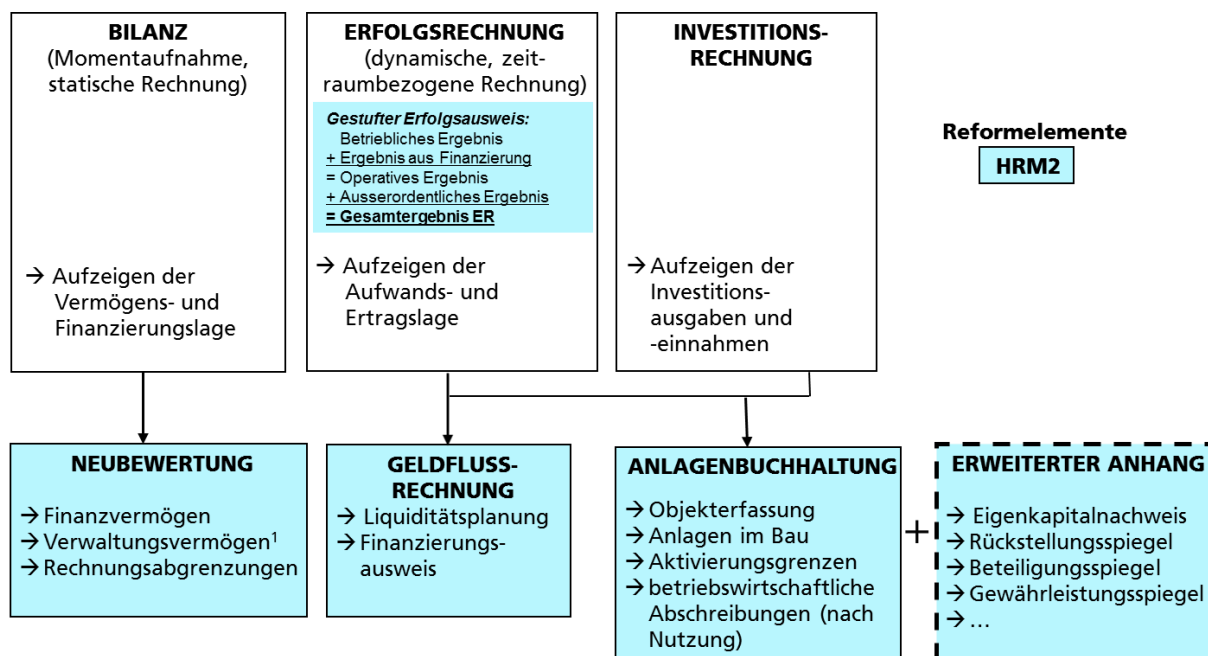 BILANZ
(Momentaufnahme,
statische Rechnung)
→ Aufzeigen der
Vermögens- und
Finanzierungslage
ERFOLGSRECHNUNG
(dynamische, zeit-
raumbezogene Rechnung)
Gestufter Erfolgsausweis:
Betriebliches Ergebnis
+ Ergebnis aus Finanzierung
= Operatives Ergebnis
+ Ausserordentliches Ergebnis
= Gesamtergebnis ER
→ Aufzeigen der
Aufwands- und
Ertragslage
INVESTITIONS-
RECHNUNG
→ Aufzeigen der
Investitions-
ausgaben und
-einnahmen
Reformelemente
HRM2
NEUBEWERTUNG
→ Finanzvermögen
→ Verwaltungsvermögen¹
→ Rechnungsabgrenzungen
GELDFLUSS-
RECHNUNG
→ Liquiditätsplanung
→ Finanzierungs-
ausweis
ANLAGENBUCHHALTUNG
→ Objekterfassung
→ Anlagen im Bau
→ Aktivierungsgrenzen
→ betriebswirtschaftliche
Abschreibungen (nach
Nutzung)
+
ERWEITERTER ANHANG
→ Eigenkapitalnachweis
→ Rückstellungsspiegel
→ Beteiligungsspiegel
→ Gewährleistungsspiegel
→ …